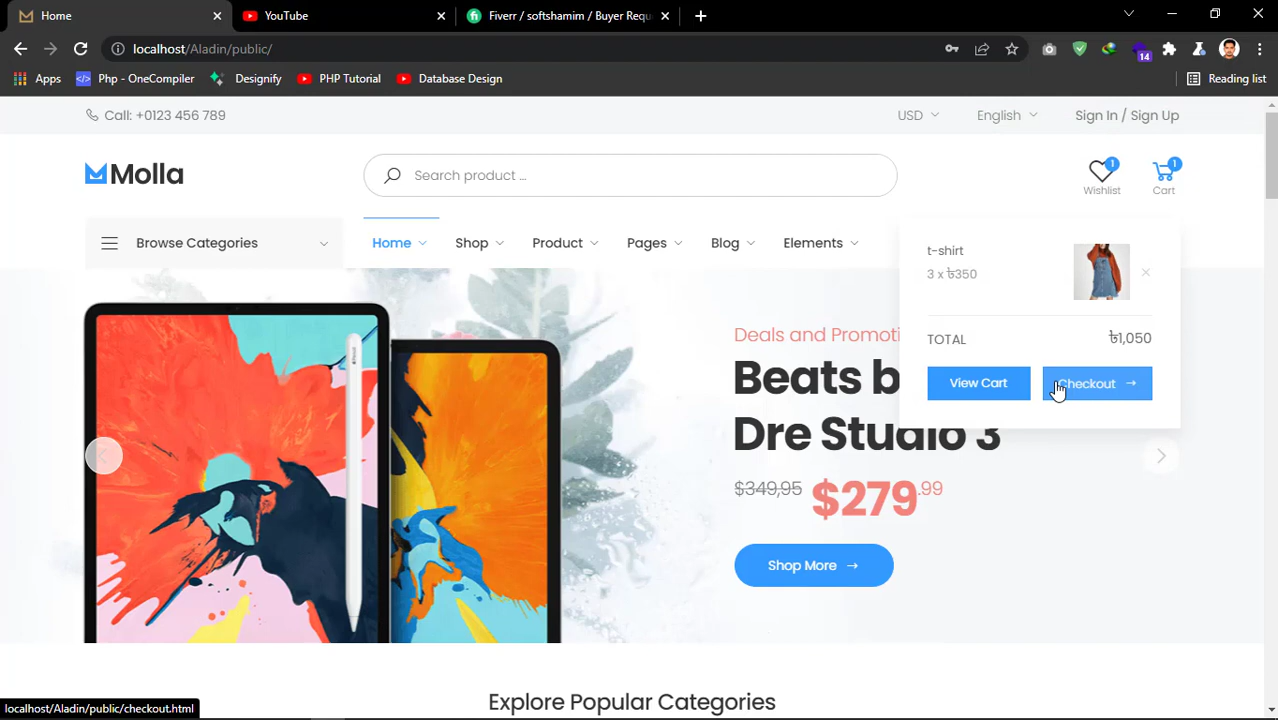 Home
YouTube
Fiverr / softshamim / Buyer Requ
localhost/Aladin/public/
14
Apps
Php - OneCompiler
Designify
PHP Tutorial
Database Design
Reading list
Call: +0123 456 789
USD
English
Sign In / Sign Up
Molla
Search product ...
1
Wishlist
1
Cart
Browse Categories
Home
Shop
Product
Pages
Blog
Elements
t-shirt
3 x ৳350
TOTAL
৳1,050
View Cart
Checkout
Deals and Promoti
Beats b
Dre Studio 3
$349,95
$279.99
Shop More
Explore Popular Categories
localhost/Aladin/public/checkout.html